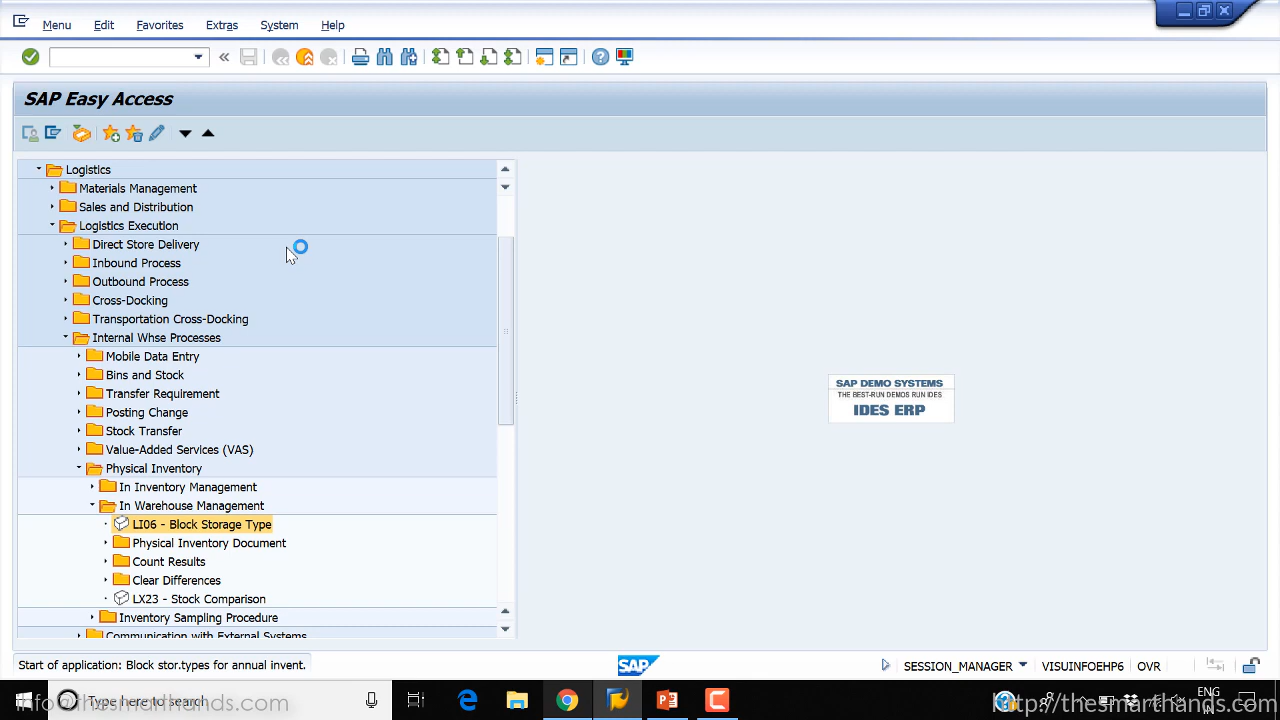 Menu Edit Favorites Extras System Help
SAP Easy Access
Logistics
Materials Management
Sales and Distribution
Logistics Execution
Direct Store Delivery
Inbound Process
Outbound Process
Cross-Docking
Transportation Cross-Docking
Internal Whse Processes
Mobile Data Entry
Bins and Stock
Transfer Requirement
Posting Change
Stock Transfer
Value-Added Services (VAS)
Physical Inventory
In Inventory Management
In Warehouse Management
LI06 - Block Storage Type
Physical Inventory Document
Count Results
Clear Differences
LX23 - Stock Comparison
Inventory Sampling Procedure
Communication with External Systems
SAP DEMO SYSTEMS
THE BEST-RUN DEMOS RUN IDES
IDES ERP
Start of application: Block stor.types for annual invent.
SAP
SESSION_MANAGER VISUINFOEHP6 OVR
Type here to search
info@thesmarthands.com
http://thesmarthands.com
ENG
IN